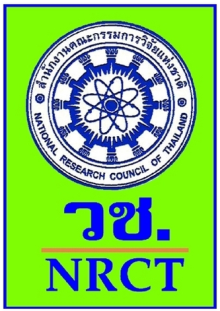 สำนักงานคณะกรรมการวิจัยแห่งชาติ
NATIONAL RESEARCH COUNCIL OF THAILAND
วช.
NRCT